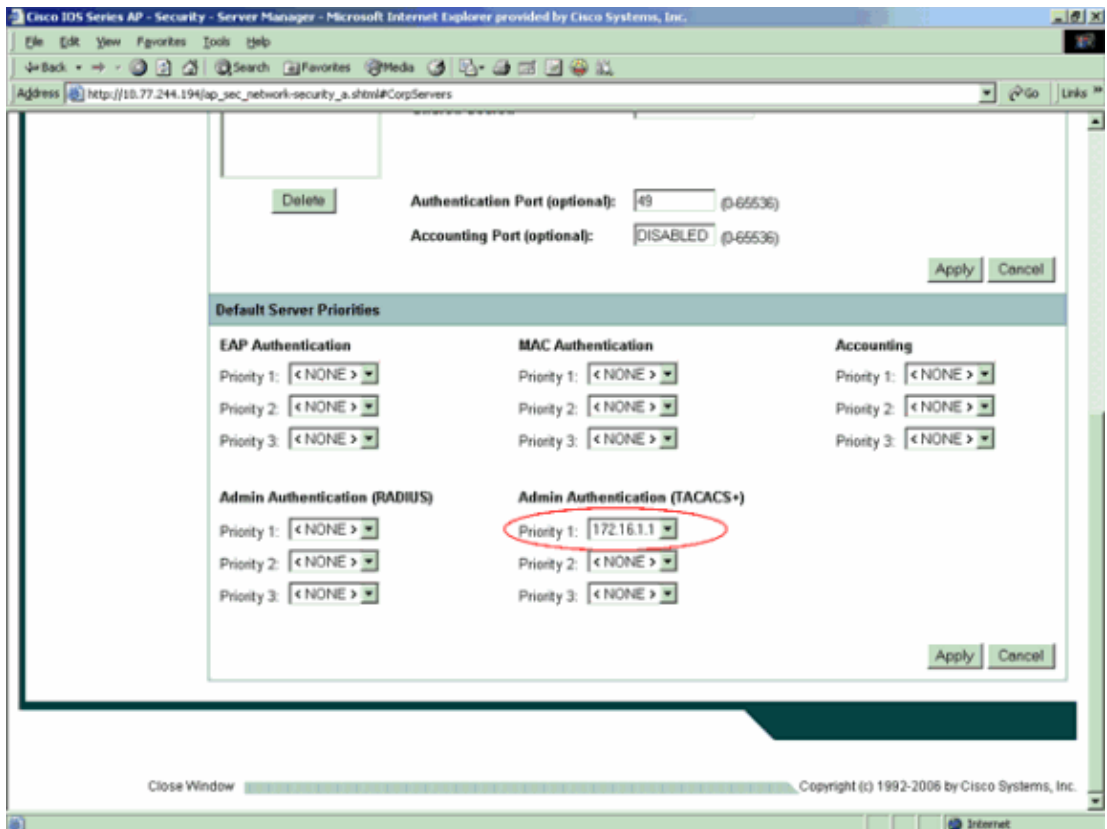 Cisco IOS Series AP - Security - Server Manager - Microsoft Internet Explorer provided by Cisco Systems, Inc.
File Edit View Favorites Tools Help
Back Search Favorites Media
Address http://10.77.244.194/ap_sec_network-security_a.shtml#CorpServers Go Links »
Delete Authentication Port (optional): 49 (0-65536)
Accounting Port (optional): DISABLED (0-65536)
Apply Cancel
Default Server Priorities
EAP Authentication MAC Authentication Accounting
Priority 1: < NONE > Priority 1: < NONE > Priority 1: < NONE >
Priority 2: < NONE > Priority 2: < NONE > Priority 2: < NONE >
Priority 3: < NONE > Priority 3: < NONE > Priority 3: < NONE >
Admin Authentication (RADIUS) Admin Authentication (TACACS+)
Priority 1: < NONE > Priority 1: 172.16.1.1
Priority 2: < NONE > Priority 2: < NONE >
Priority 3: < NONE > Priority 3: < NONE >
Apply Cancel
Close Window Copyright (c) 1992-2006 by Cisco Systems, Inc.
Internet